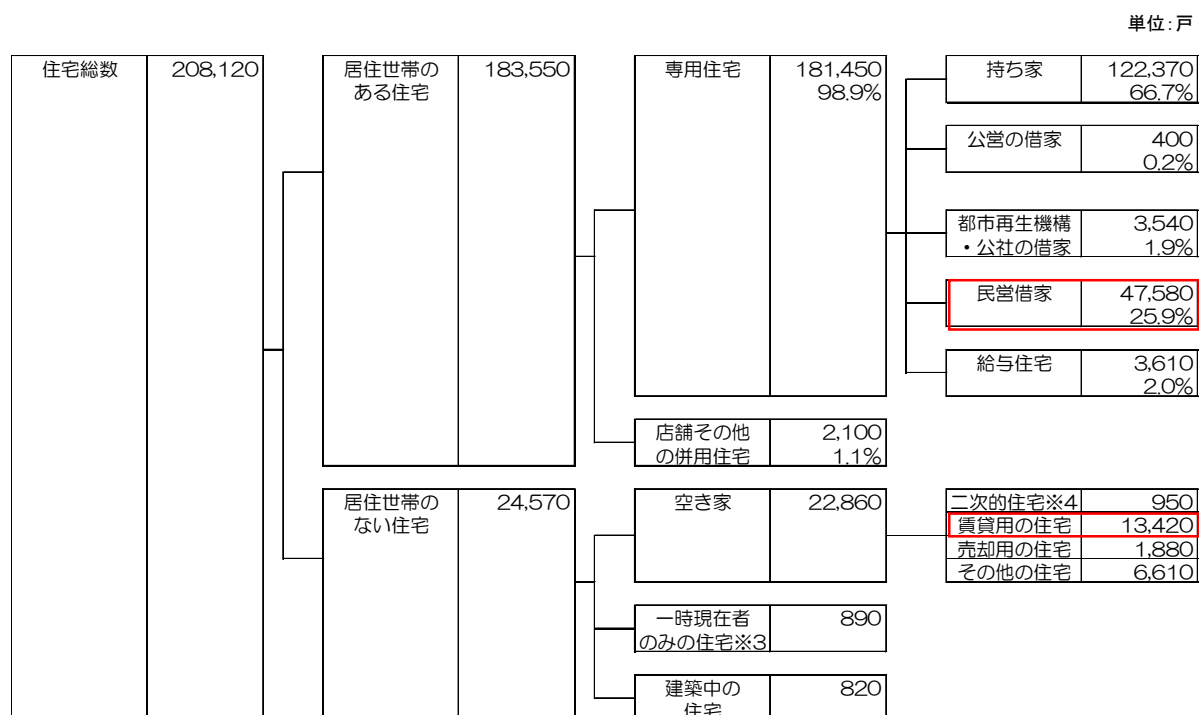 単位:戸
住宅総数 208,120
居住世帯の 183,550
ある住宅
専用住宅 181,450
98.9%
持ち家 122,370
66.7%
公営の借家 400
0.2%
都市再生機構 3,540
・公社の借家 1.9%
民営借家 47,580
25.9%
給与住宅 3,610
2.0%
店舗その他 2,100
の併用住宅 1.1%
居住世帯の 24,570
ない住宅
空き家 22,860
二次的住宅※4 950
賃貸用の住宅 13,420
売却用の住宅 1,880
その他の住宅 6,610
一時現在者 890
のみの住宅※3
建築中の 820
住宅